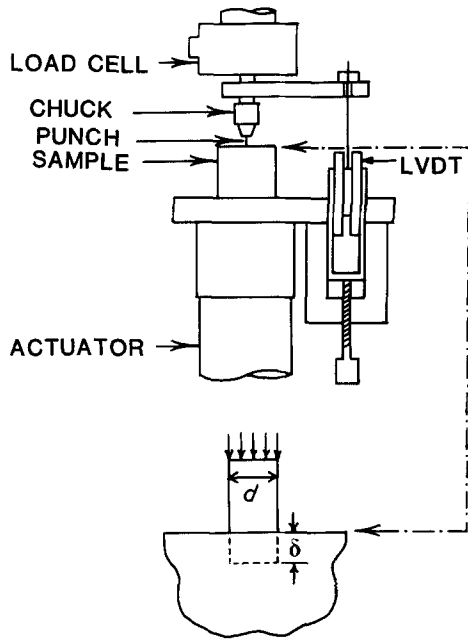 LOAD CELL
CHUCK
PUNCH
SAMPLE
LVDT
ACTUATOR
d
δ